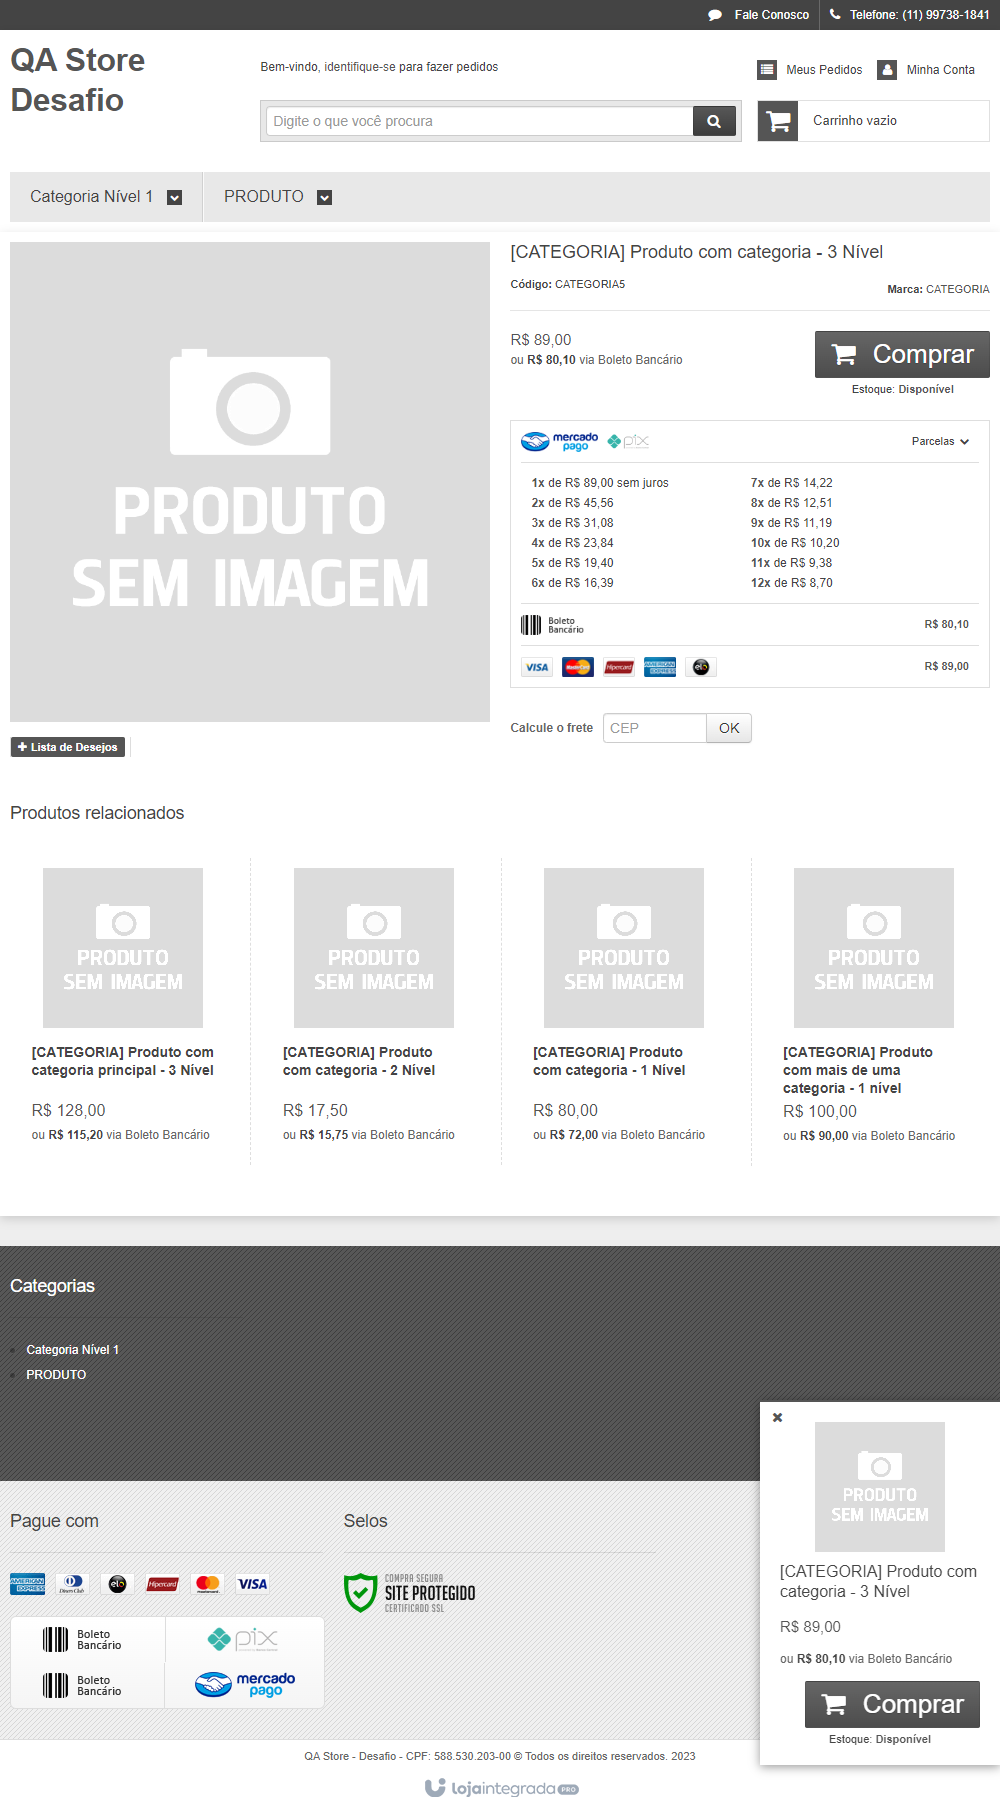 Fale Conosco
Telefone: (11) 99738-1841
QA Store
Desafio
Bem-vindo, identifique-se para fazer pedidos
Meus Pedidos
Minha Conta
Digite o que você procura
Carrinho vazio
Categoria Nível 1
PRODUTO
PRODUTO
SEM IMAGEM
[CATEGORIA] Produto com categoria - 3 Nível
Código: CATEGORIA5
Marca: CATEGORIA
R$ 89,00
ou R$ 80,10 via Boleto Bancário
Comprar
Estoque: Disponível
mercado
pago
pix
Parcelas
1x de R$ 89,00 sem juros
2x de R$ 45,56
3x de R$ 31,08
4x de R$ 23,84
5x de R$ 19,40
6x de R$ 16,39
7x de R$ 14,22
8x de R$ 12,51
9x de R$ 11,19
10x de R$ 10,20
11x de R$ 9,38
12x de R$ 8,70
Boleto
Bancário
R$ 80,10
VISA
MasterCard
Hipercard
AMERICAN
EXPRESS
elo
R$ 89,00
Lista de Desejos
Calcule o frete
CEP
OK
Produtos relacionados
PRODUTO
SEM IMAGEM
PRODUTO
SEM IMAGEM
PRODUTO
SEM IMAGEM
PRODUTO
SEM IMAGEM
[CATEGORIA] Produto com
categoria principal - 3 Nível
R$ 128,00
ou R$ 115,20 via Boleto Bancário
[CATEGORIA] Produto
com categoria - 2 Nível
R$ 17,50
ou R$ 15,75 via Boleto Bancário
[CATEGORIA] Produto
com categoria - 1 Nível
R$ 80,00
ou R$ 72,00 via Boleto Bancário
[CATEGORIA] Produto
com mais de uma
categoria - 1 nível
R$ 100,00
ou R$ 90,00 via Boleto Bancário
Categorias
Categoria Nível 1
PRODUTO
Pague com
AMERICAN
EXPRESS
Diners Club
elo
Hipercard
mastercard
VISA
Boleto
Bancário
pix
Boleto
Bancário
mercado
pago
Selos
COMPRA SEGURA
SITE PROTEGIDO
CERTIFICADO SSL
PRODUTO
SEM IMAGEM
[CATEGORIA] Produto com
categoria - 3 Nível
R$ 89,00
ou R$ 80,10 via Boleto Bancário
Comprar
Estoque: Disponível
QA Store - Desafio - CPF: 588.530.203-00 © Todos os direitos reservados. 2023
lojaintegrada PRO